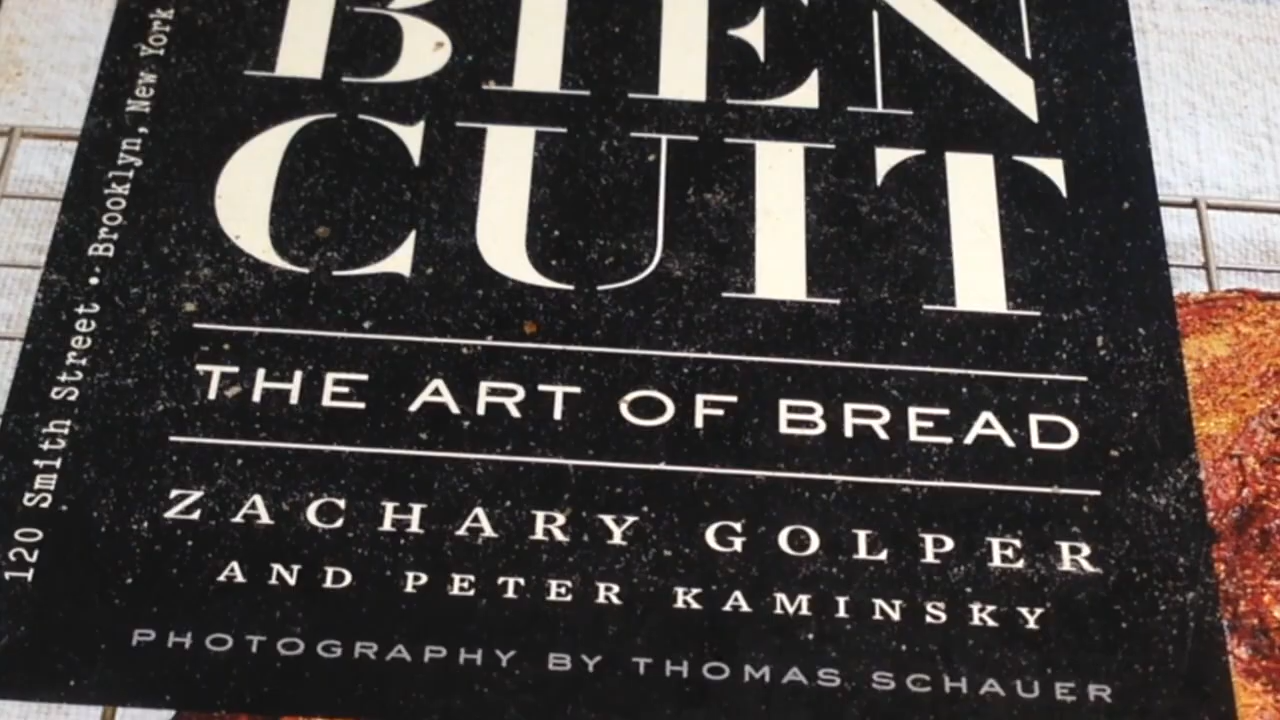 BIEN
CUIT
THE ART OF BREAD
ZACHARY GOLPER
AND PETER KAMINSKY
PHOTOGRAPHY BY THOMAS SCHAUER
120 Smith Street • Brooklyn, New York